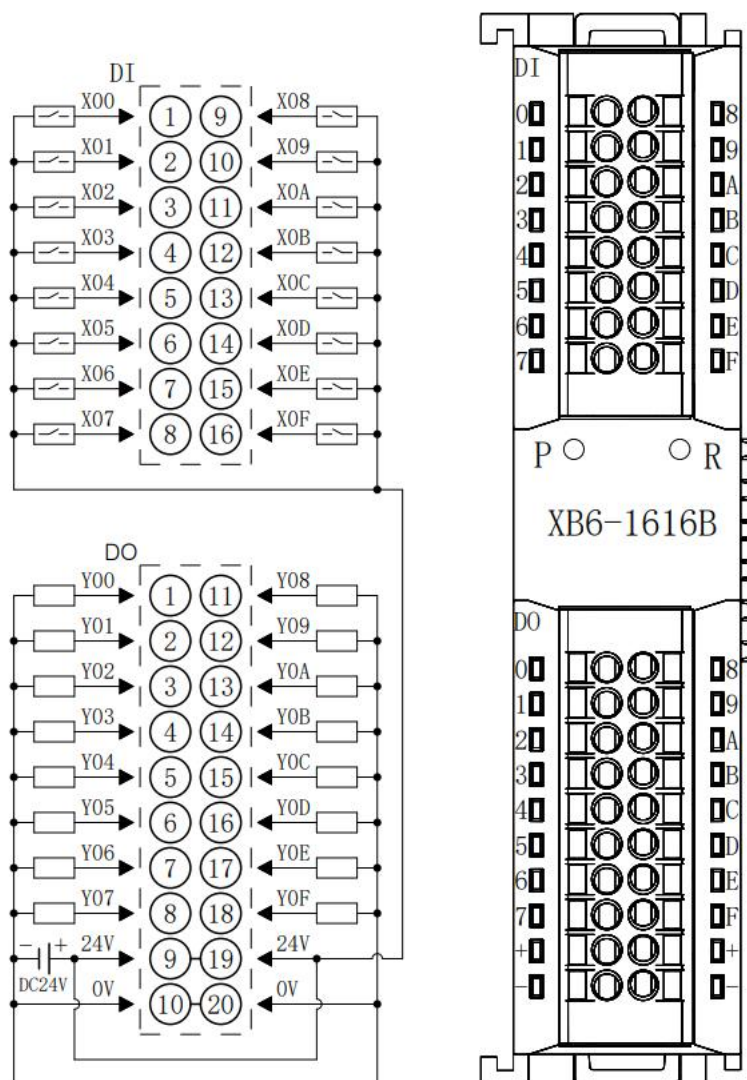 DI
X00 1 9 X08
X01 2 10 X09
X02 3 11 X0A
X03 4 12 X0B
X04 5 13 X0C
X05 6 14 X0D
X06 7 15 X0E
X07 8 16 X0F
DO
Y00 1 11 Y08
Y01 2 12 Y09
Y02 3 13 Y0A
Y03 4 14 Y0B
Y04 5 15 Y0C
Y05 6 16 Y0D
Y06 7 17 Y0E
Y07 8 18 Y0F
- + 24V 9 19 24V
DC24V
0V 10 20 0V
DI
0 8
1 9
2 A
3 B
4 C
5 D
6 E
7 F
P R
XB6-1616B
DO
0 8
1 9
2 A
3 B
4 C
5 D
6 E
7 F
+ +
- -